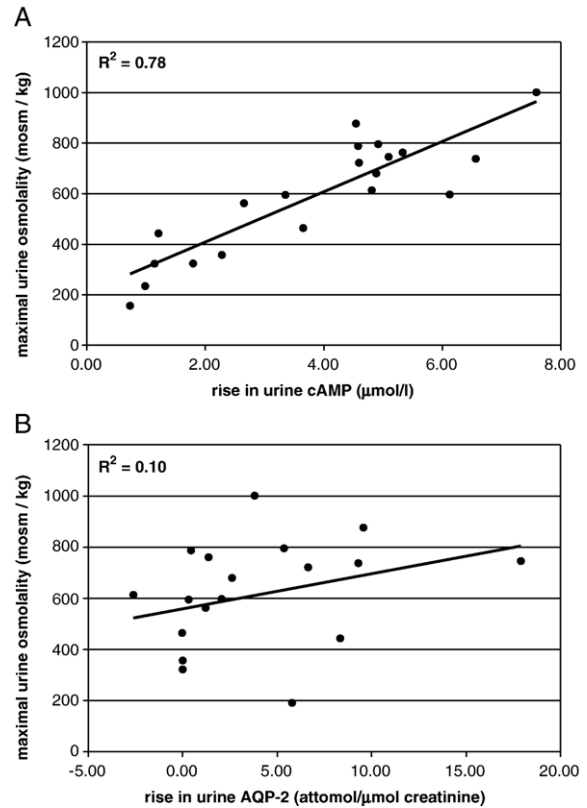 A
R² = 0.78
maximal urine osmolality (mosm / kg)
1200
1000
800
600
400
200
0
0.00 2.00 4.00 6.00 8.00
rise in urine cAMP (μmol/l)
B
R² = 0.10
maximal urine osmolality (mosm / kg)
1200
1000
800
600
400
200
0
-5.00 0.00 5.00 10.00 15.00 20.00
rise in urine AQP-2 (attomol/μmol creatinine)